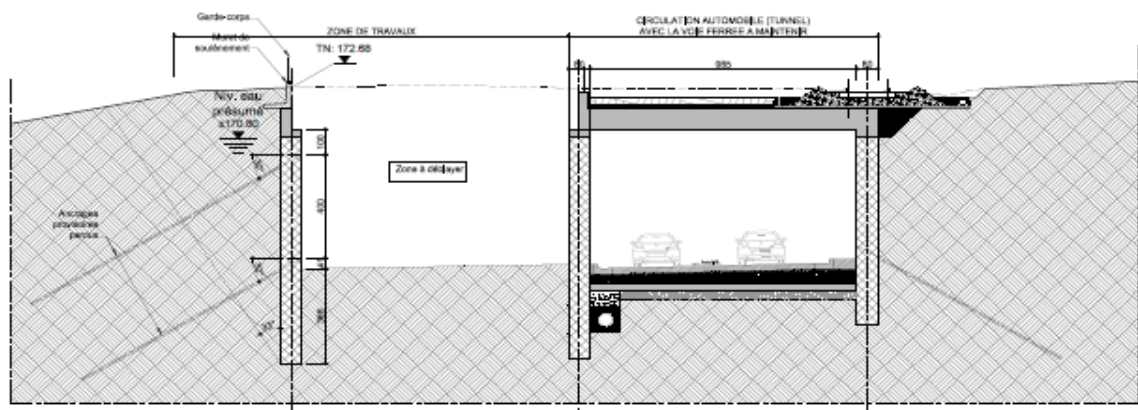 Garde-corps
Muret de
soutènement
ZONE DE TRAVAUX
TN: 172.68
CIRCULATION AUTOMOBILE (TUNNEL)
AVEC LA VOIE FERREE A MAINTENIR
985
Niv. eau
présumé
±170.80
100
Zone à déblayer
400
Ancrages
provisoires
perdus